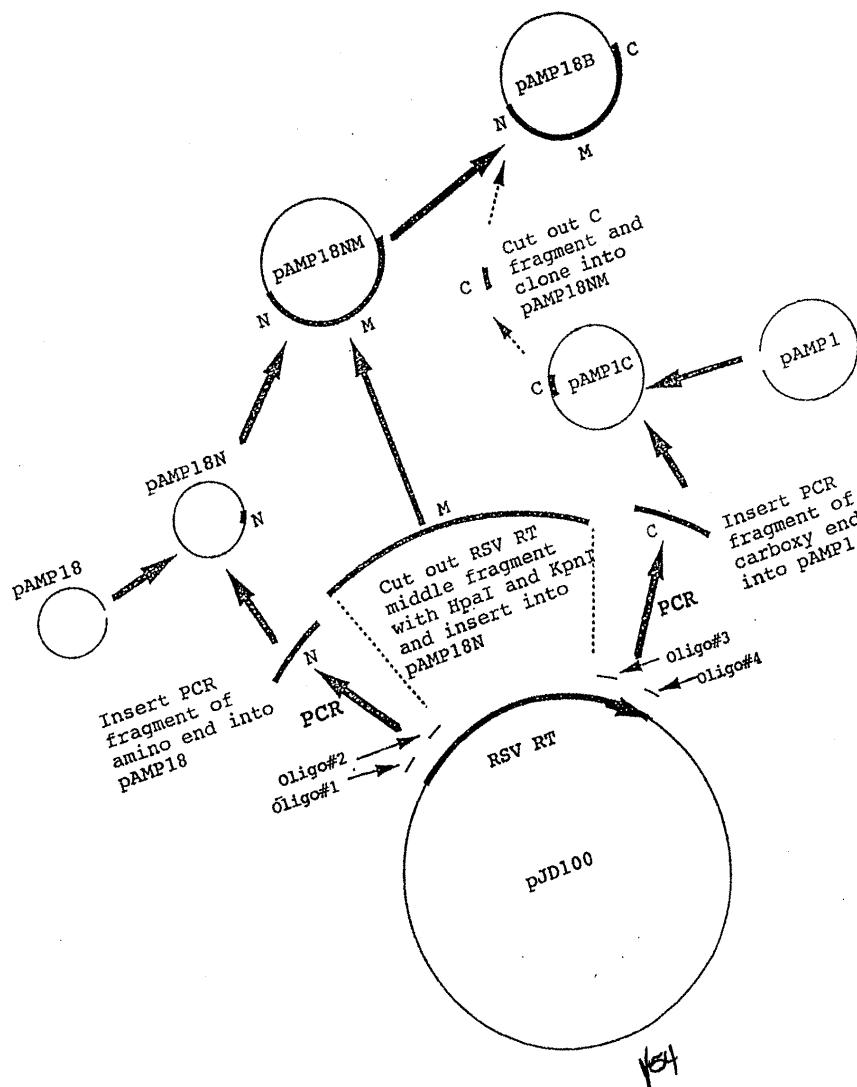 C
pAMP18B
N
M
pAMP18NM
N
M
Cut out C
fragment and
clone into
pAMP18NM
C
C
pAMP1C
pAMP1
pAMP18N
N
pAMP18
M
Cut out RSV RT
middle fragment
with HpaI and KpnI
and insert into
pAMP18N
C
Insert PCR
fragment of
carboxy end
into pAMP1
N
Insert PCR
fragment of
amino end into
pAMP18
PCR
PCR
Oligo#3
Oligo#4
Oligo#2
Oligo#1
RSV RT
pJD100